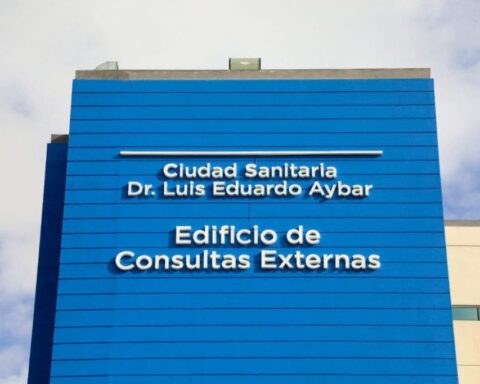 Ciudad Sanitaria
Dr. Luis Eduardo Aybar
Edificio de
Consultas Externas